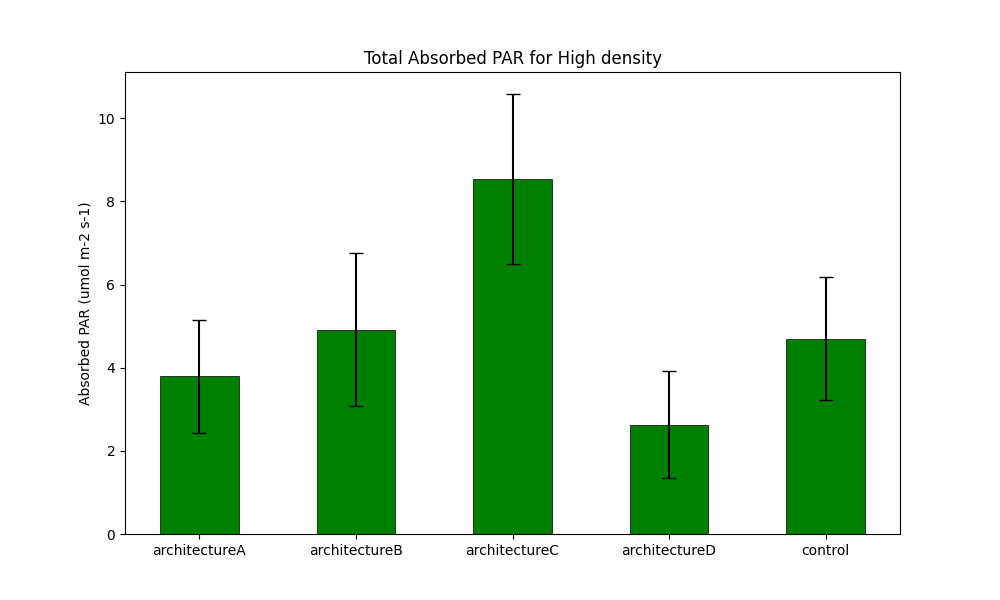 Total Absorbed PAR for High density
Absorbed PAR (umol m-2 s-1)
10
8
6
4
2
0
architectureA architectureB architectureC architectureD control